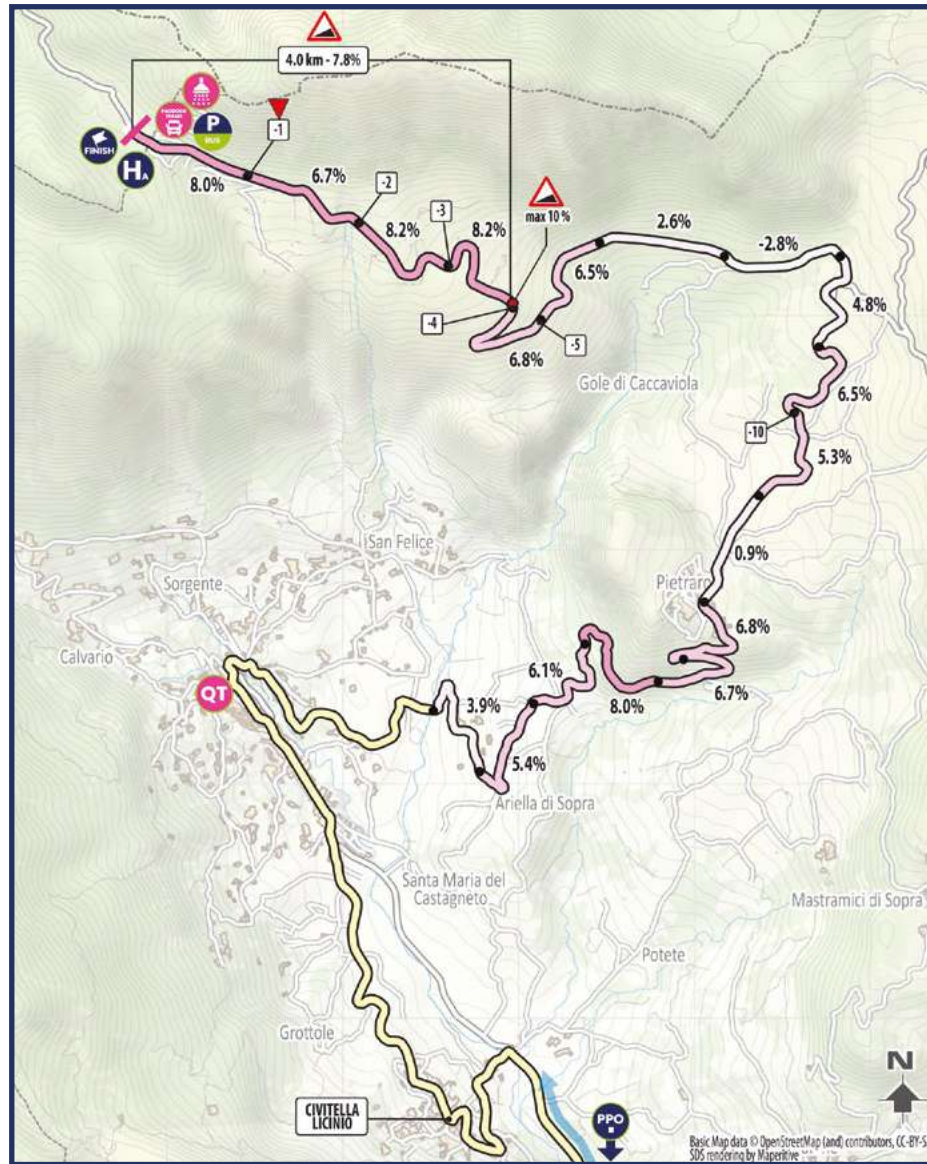 4.0 km - 7.8%
PADDOCK
P
BUS
FINISH
HA
-1
8.0%
6.7%
-2
8.2%
-3
8.2%
max 10 %
-4
6.8%
-5
6.5%
2.6%
-2.8%
4.8%
Gole di Caccaviola
6.5%
-10
5.3%
0.9%
San Felice
Sorgente
Pietraro
Calvario
6.8%
QT
6.1%
3.9%
8.0%
6.7%
5.4%
Ariella di Sopra
Santa Maria del
Castagneto
Mastramici di Sopra
Potete
Grottole
CIVITELLA
LICINIO
PPO
N
Basic Map data © OpenStreetMap (and) contributors, CC-BY-S
SDS rendering by Maperitive